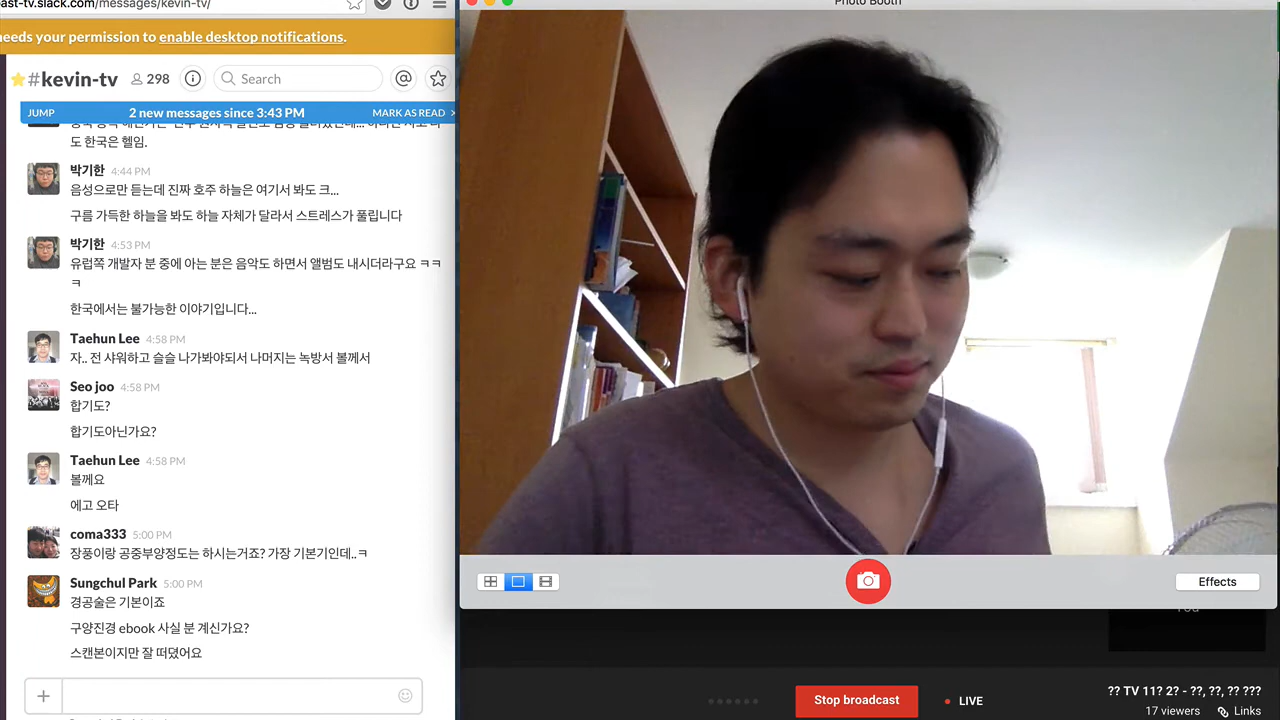 ast-tv.slack.com/messages/kevin-tv/
needs your permission to enable desktop notifications.
#kevin-tv 298 Search
JUMP 2 new messages since 3:43 PM MARK AS READ
도 한국은 헬임.
박기한 4:44 PM
음성으로만 듣는데 진짜 호주 하늘은 여기서 봐도 크...
구름 가득한 하늘을 봐도 하늘 자체가 달라서 스트레스가 풀립니다
박기한 4:53 PM
유럽쪽 개발자 분 중에 아는 분은 음악도 하면서 앨범도 내시더라구요 ㅋㅋ
ㅋ
한국에서는 불가능한 이야기입니다...
Taehun Lee 4:58 PM
자.. 전 샤워하고 슬슬 나가봐야되서 나머지는 녹방서 볼께서
Seo joo 4:58 PM
합기도?
합기도아닌가요?
Taehun Lee 4:58 PM
볼께요
에고 오타
coma333 5:00 PM
장풍이랑 공중부양정도는 하시는거죠? 가장 기본기인데..ㅋ
Sungchul Park 5:00 PM
경공술은 기본이죠
구양진경 ebook 사실 분 계신가요?
스캔본이지만 잘 떠졌어요
Photo Booth
Effects
You
Stop broadcast
LIVE
?? TV 11? 2? - ??, ??, ?? ???
17 viewers Links